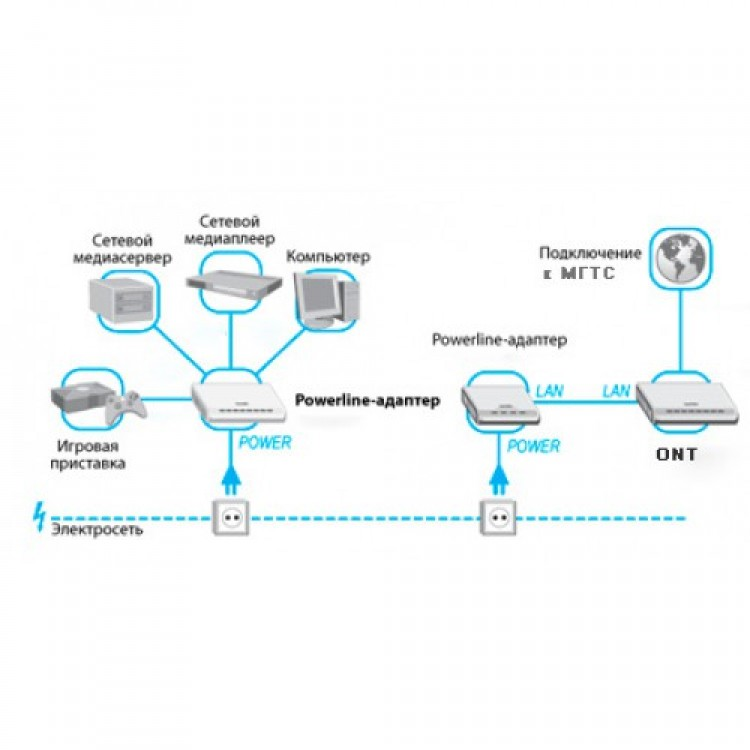 Сетевой
медиаплеер
Сетевой
медиасервер
Компьютер
Подключение
к МГТС
Powerline-адаптер
LAN
LAN
Powerline-адаптер
POWER
POWER
Игровая
приставка
ONT
Электросеть